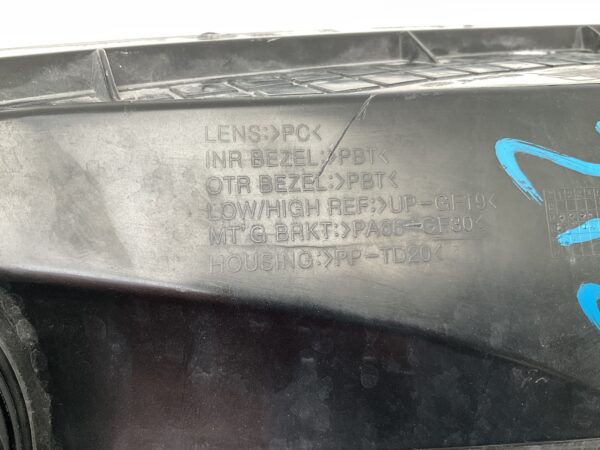 LENS:>PC<
INR BEZEL:>PBT<
OTR BEZEL:>PBT<
LOW/HIGH REF:>UP-GF19<
MT'G BRKT:>PA66-GF30<
HOUSING:>PP-TD20<